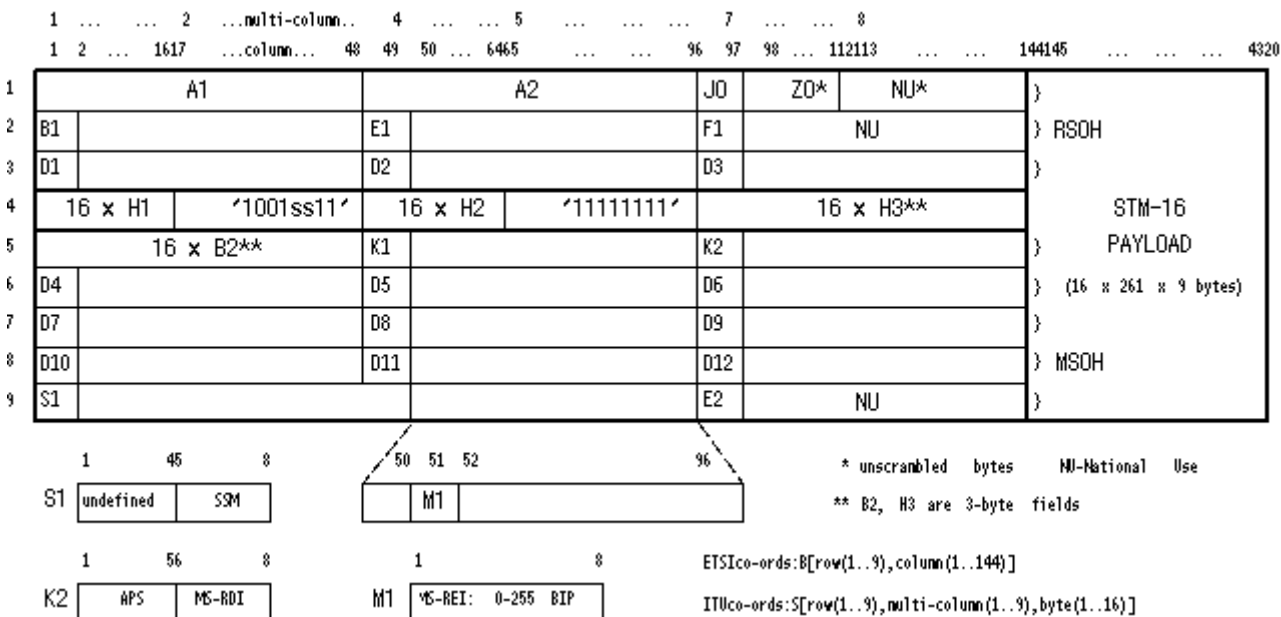 1 ... ... 2 ...multi-column.. 4 ... ... 5 ... ... ... 7 ... ... 8
1 2 ... 1617 ...column... 48 49 50 ... 6465 ... ... 96 97 98 ... 112113 ... ... 144145 ... ... ... 4320
1 A1 A2 J0 Z0* NU* }
2 B1 E1 F1 NU } RSOH
3 D1 D2 D3 }
4 16 x H1 '1001ss11' 16 x H2 '11111111' 16 x H3** STM-16
5 16 x B2** K1 K2 } PAYLOAD
6 D4 D5 D6 } (16 x 261 x 9 bytes)
7 D7 D8 D9 }
8 D10 D11 D12 } MSOH
9 S1 E2 NU }
1 45 8 50 51 52 96 * unscrambled bytes NU-National Use
S1 undefined SSM M1 ** B2, H3 are 3-byte fields
1 56 8 1 8 ETSIco-ords:B[row(1..9),column(1..144)]
K2 APS MS-RDI M1 MS-REI: 0-255 BIP ITUco-ords:S[row(1..9),multi-column(1..9),byte(1..16)]